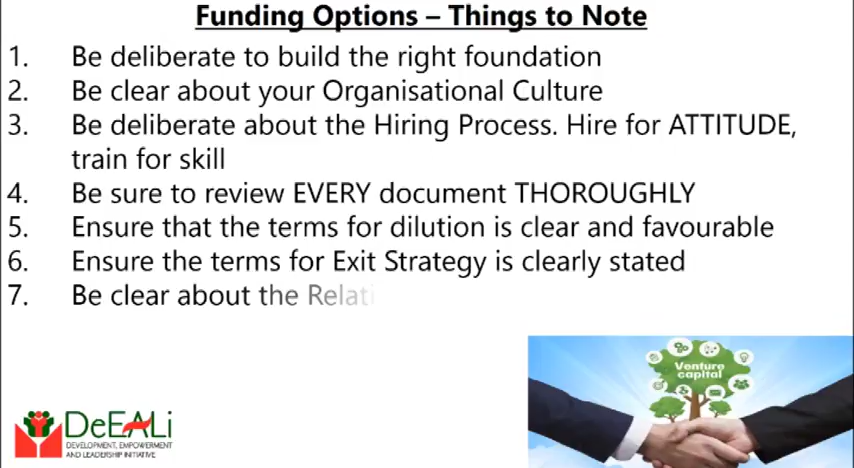 Funding Options – Things to Note
1. Be deliberate to build the right foundation
2. Be clear about your Organisational Culture
3. Be deliberate about the Hiring Process. Hire for ATTITUDE,
train for skill
4. Be sure to review EVERY document THOROUGHLY
5. Ensure that the terms for dilution is clear and favourable
6. Ensure the terms for Exit Strategy is clearly stated
7. Be clear about the Relati
Venture
capital
DeEALi
DEVELOPMENT, EMPOWERMENT
AND LEADERSHIP INITIATIVE